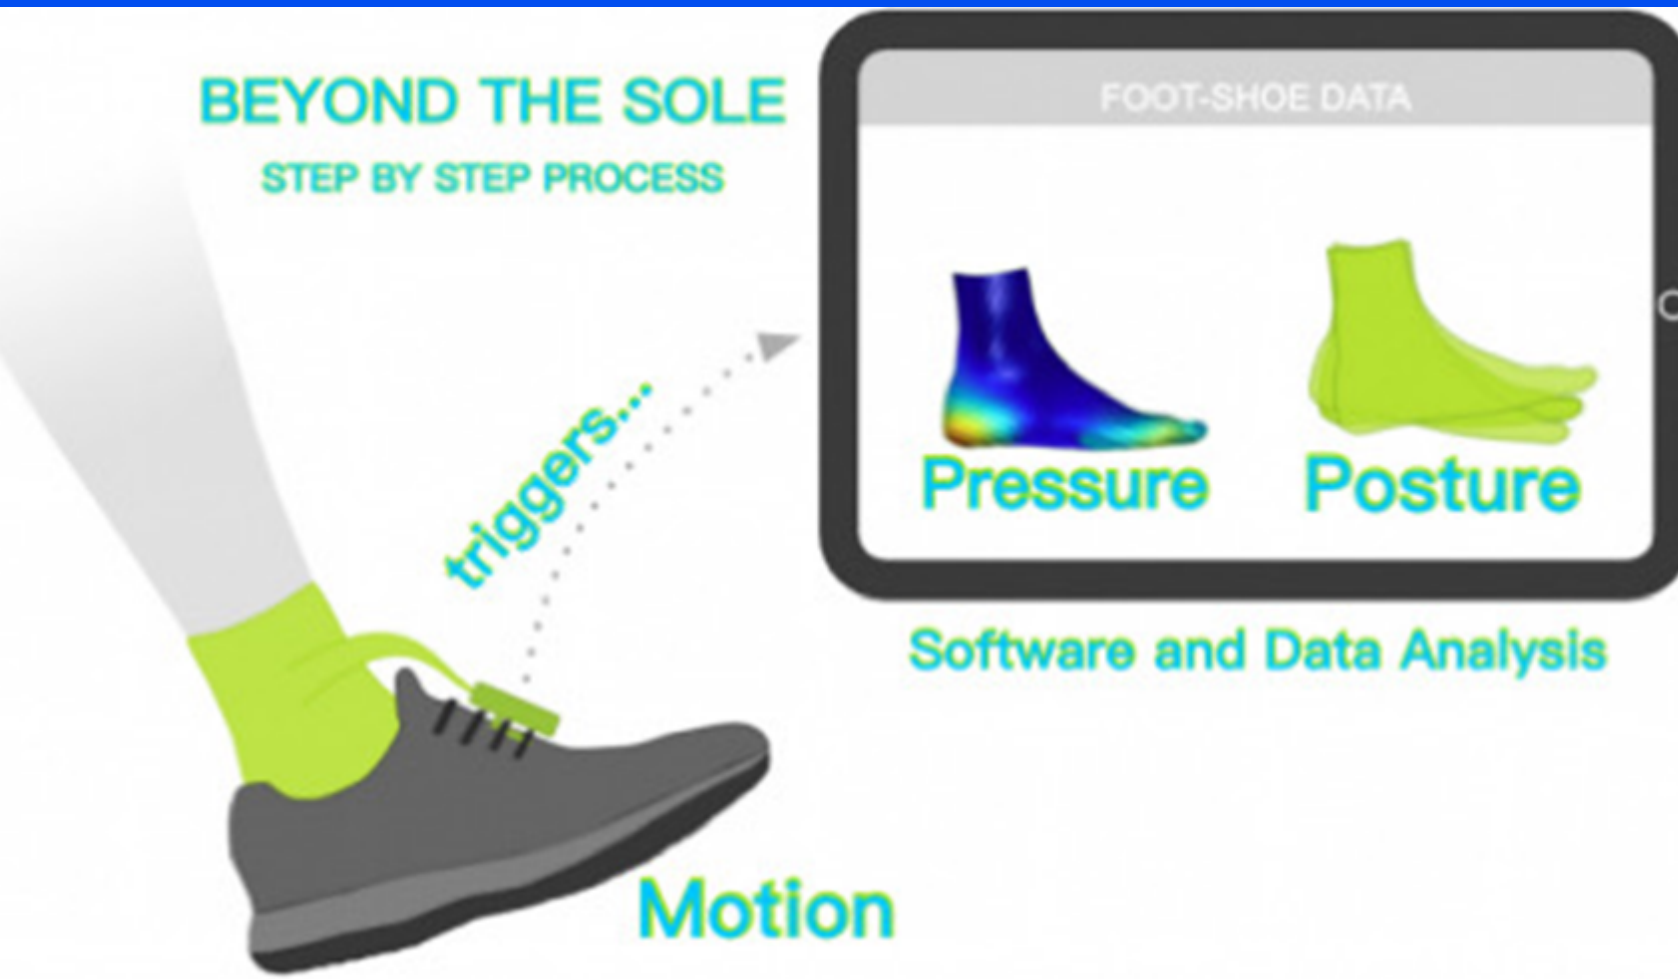 BEYOND THE SOLE
STEP BY STEP PROCESS
FOOT-SHOE DATA
triggers...
Pressure
Posture
Software and Data Analysis
Motion